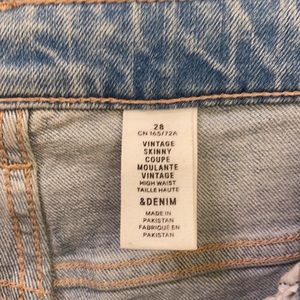 28
CN 165/72A
VINTAGE
SKINNY
COUPE
MOULANTE
VINTAGE
HIGH WAIST
TAILLE HAUTE
&DENIM
MADE IN
PAKISTAN
FABRIQUÉ EN
PAKISTAN